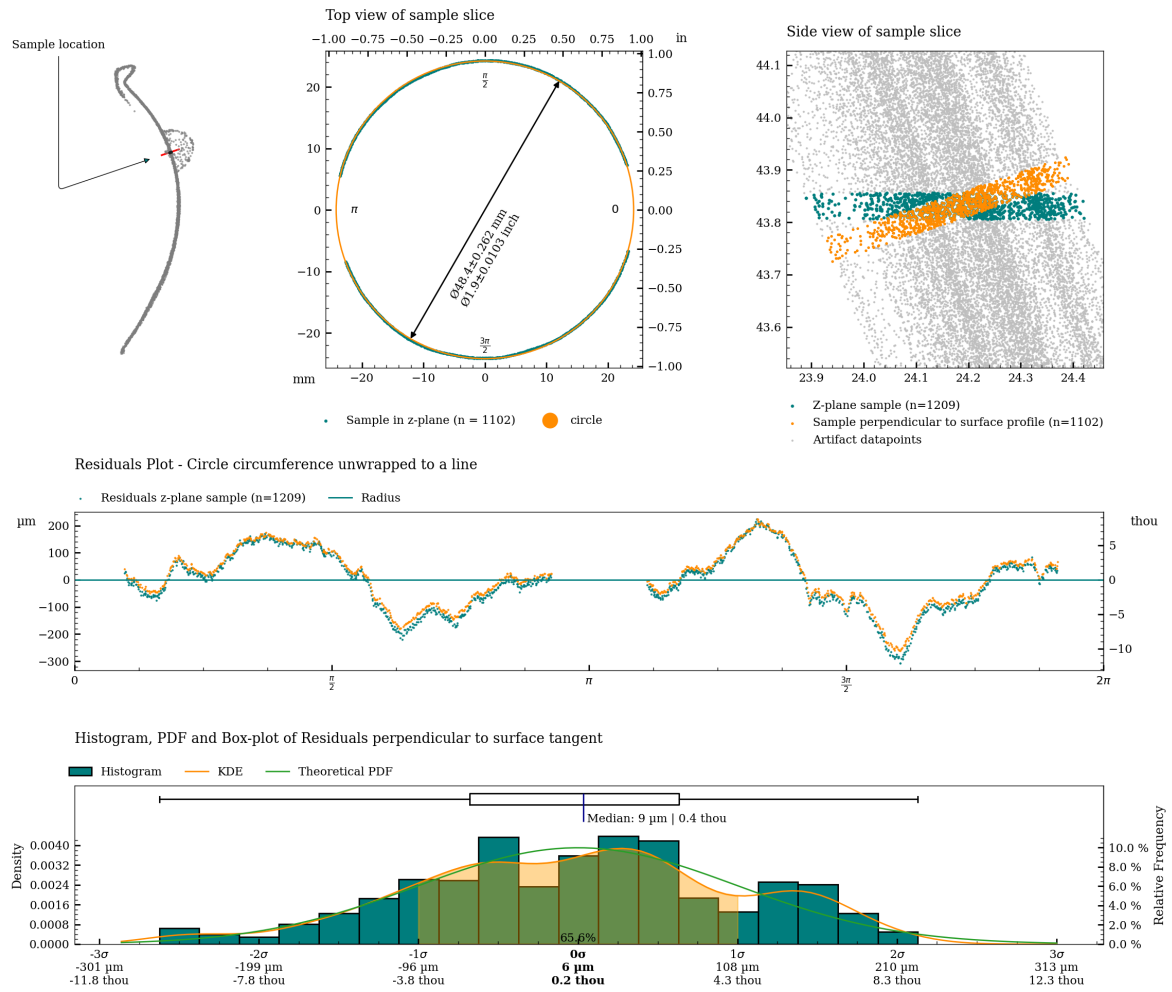 Sample location
Top view of sample slice
−1.00 −0.75 −0.50 −0.25 0.00 0.25 0.50 0.75 1.00 in
20
10
0
−10
−20
1.00
0.75
0.50
0.25
0.00
−0.25
−0.50
−0.75
−1.00
π/2
π
0
3π/2
Ø48.4±0.262 mm
Ø1.9±0.0103 inch
mm −20 −10 0 10 20
Sample in z-plane (n = 1102) circle
Side view of sample slice
44.1
44.0
43.9
43.8
43.7
43.6
23.9 24.0 24.1 24.2 24.3 24.4
Z-plane sample (n=1209)
Sample perpendicular to surface profile (n=1102)
Artifact datapoints
Residuals Plot - Circle circumference unwrapped to a line
Residuals z-plane sample (n=1209) Radius
µm
200
100
0
−100
−200
−300
thou
5
0
−5
−10
0 π/2 π 3π/2 2π
Histogram, PDF and Box-plot of Residuals perpendicular to surface tangent
Histogram KDE Theoretical PDF
Median: 9 µm | 0.4 thou
Density
0.0040
0.0032
0.0024
0.0016
0.0008
0.0000
Relative Frequency
10.0 %
8.0 %
6.0 %
4.0 %
2.0 %
0.0 %
65.6%
-3σ -2σ -1σ 0σ 1σ 2σ 3σ
-301 µm -199 µm -96 µm 6 µm 108 µm 210 µm 313 µm
-11.8 thou -7.8 thou -3.8 thou 0.2 thou 4.3 thou 8.3 thou 12.3 thou